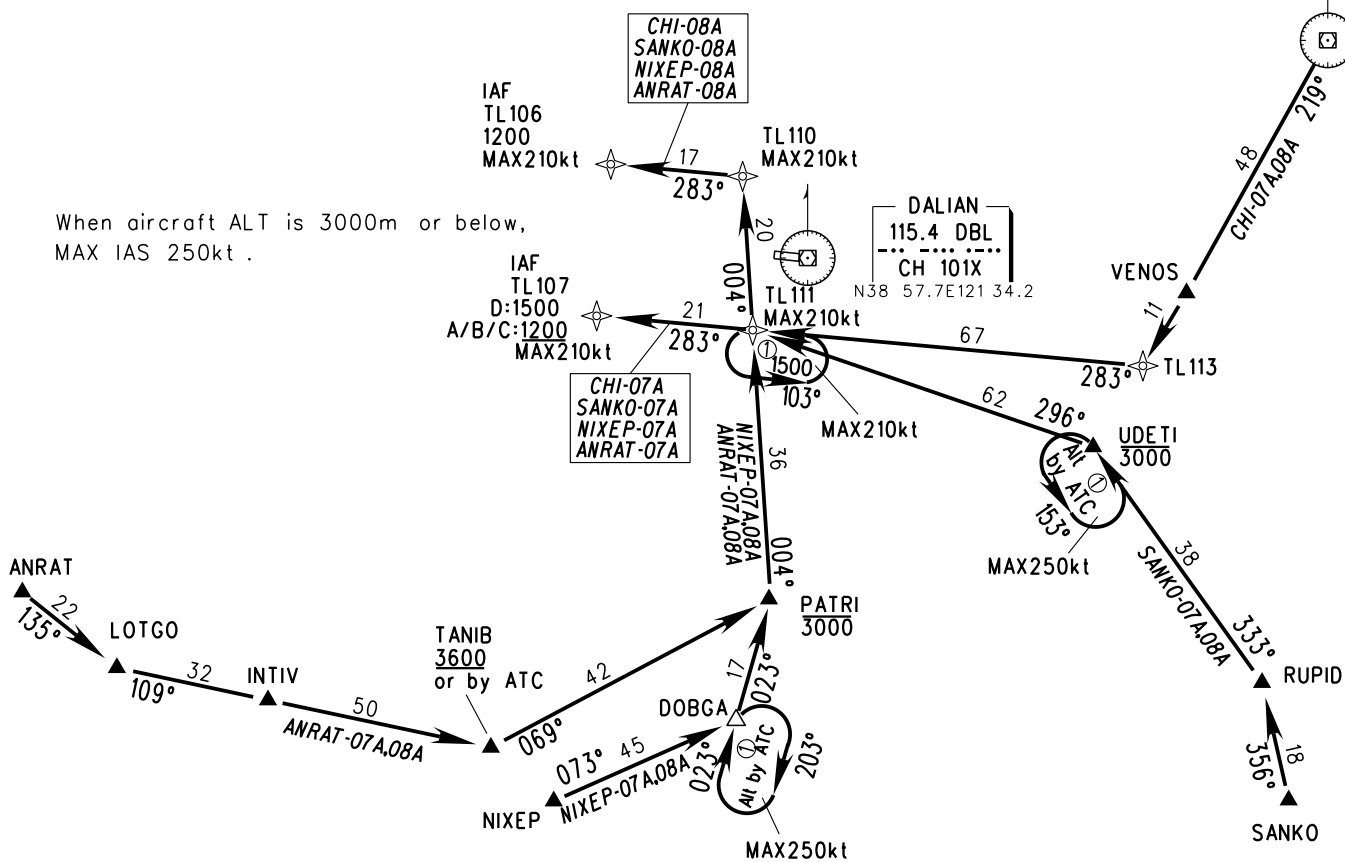 CHI-08A
SANKO-08A
NIXEP-08A
ANRAT-08A
IAF
TL106
1200
MAX210kt
17
283°
TL110
MAX210kt
219°
48
CHI-07A,08A
When aircraft ALT is 3000m or below,
MAX IAS 250kt .
20
004°
DALIAN
115.4 DBL
CH 101X
N38 57.7E121 34.2
VENOS
11
IAF
TL107
D:1500
A/B/C:1200
MAX210kt
21
283°
TL111
MAX210kt
67
283°
TL113
1
1500
103°
MAX210kt
62
296°
UDETI
3000
CHI-07A
SANKO-07A
NIXEP-07A
ANRAT-07A
NIXEP-07A,08A
ANRAT-07A,08A
36
004°
Alt
by ATC
1
153°
MAX250kt
38
SANKO-07A,08A
333°
RUPID
ANRAT
22
135°
LOTGO
32
109°
INTIV
50
ANRAT-07A,08A
TANIB
3600
or by ATC
42
069°
PATRI
3000
17
023°
DOBGA
073°
45
NIXEP-07A,08A
NIXEP
023°
1
Alt by ATC
203°
MAX250kt
18
356°
SANKO